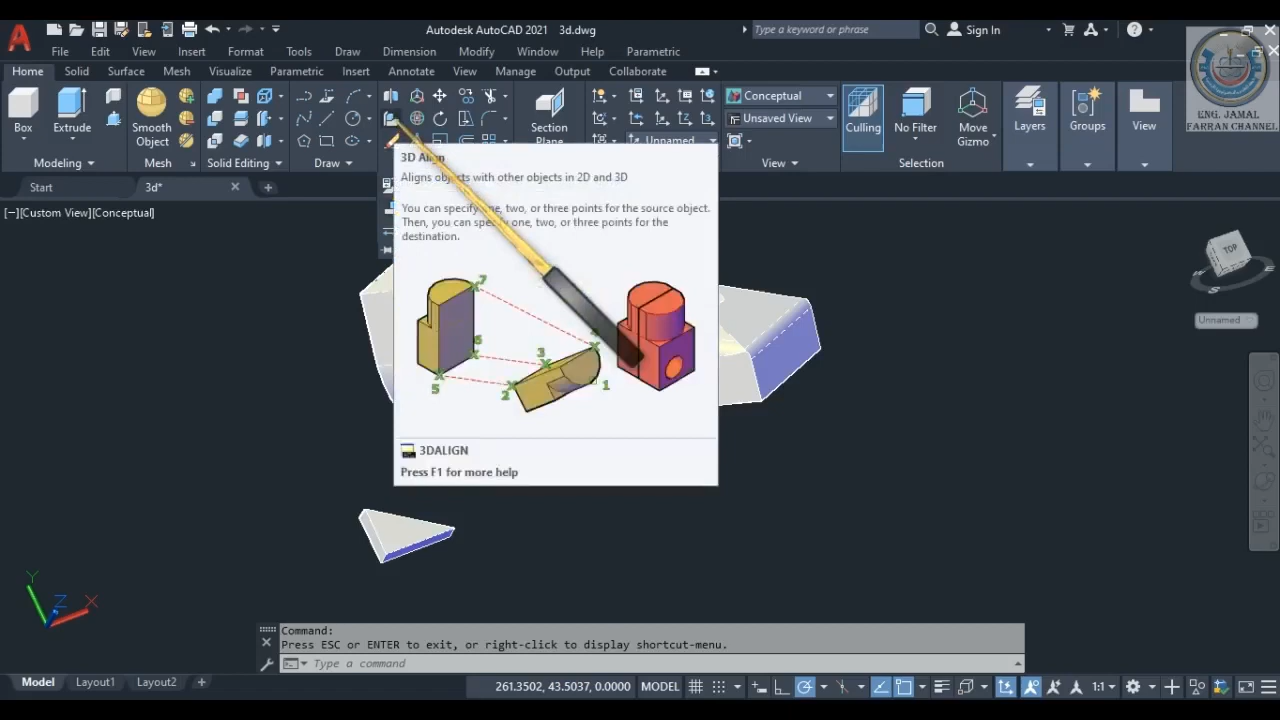 Autodesk AutoCAD 2021 3d.dwg
Type a keyword or phrase
Sign In
File Edit View Insert Format Tools Draw Dimension Modify Window Help Parametric
Home Solid Surface Mesh Visualize Parametric Insert Annotate View Manage Output Collaborate
ENG. JAMAL
FARRAN CHANNEL
Box
Extrude
Smooth
Object
Section
Plane
Conceptual
Unsaved View
Unnamed
Culling
No Filter
Move
Gizmo
Layers
Groups
View
Modeling
Mesh
Solid Editing
Draw
View
Selection
Start
3d*
[−][Custom View][Conceptual]
3D Align
Aligns objects with other objects in 2D and 3D
You can specify one, two, or three points for the source object.
Then, you can specify one, two, or three points for the
destination.
7
6
5
3
2
1
3DALIGN
Press F1 for more help
TOP
Unnamed
Y
Z
X
Command:
Press ESC or ENTER to exit, or right-click to display shortcut-menu.
Type a command
Model Layout1 Layout2
261.3502, 43.5037, 0.0000 MODEL
1:1